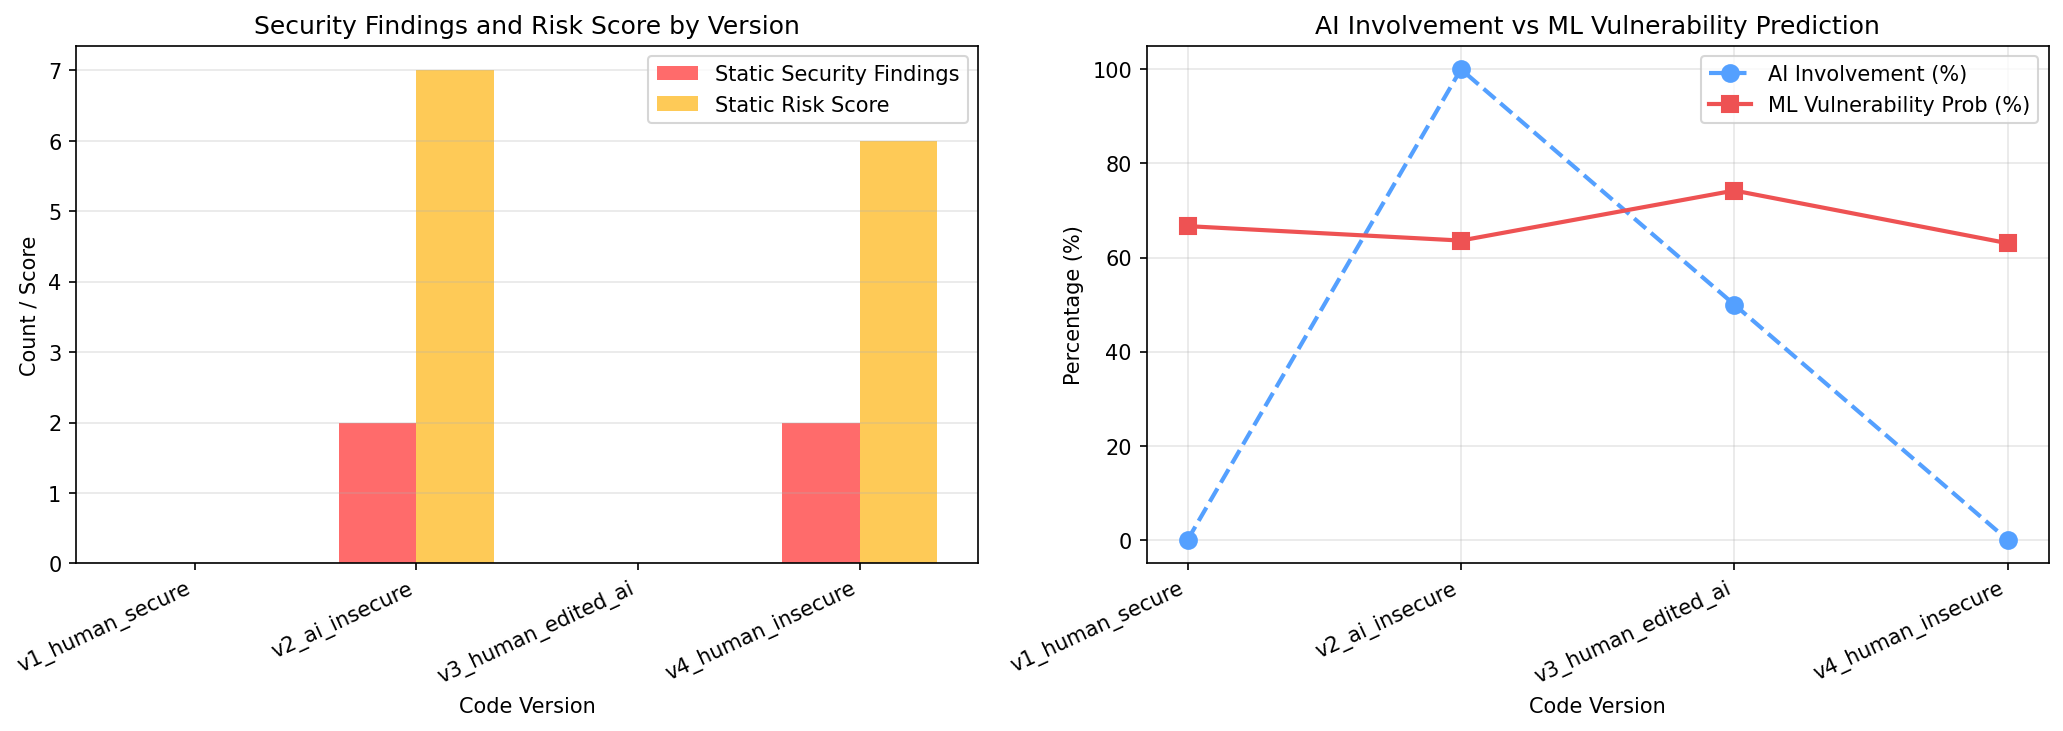 Security Findings and Risk Score by Version
Static Security Findings
Static Risk Score
Count / Score
7
6
5
4
3
2
1
0
v1_human_secure
v2_ai_insecure
v3_human_edited_ai
v4_human_insecure
Code Version
AI Involvement vs ML Vulnerability Prediction
AI Involvement (%)
ML Vulnerability Prob (%)
Percentage (%)
100
80
60
40
20
0
v1_human_secure
v2_ai_insecure
v3_human_edited_ai
v4_human_insecure
Code Version